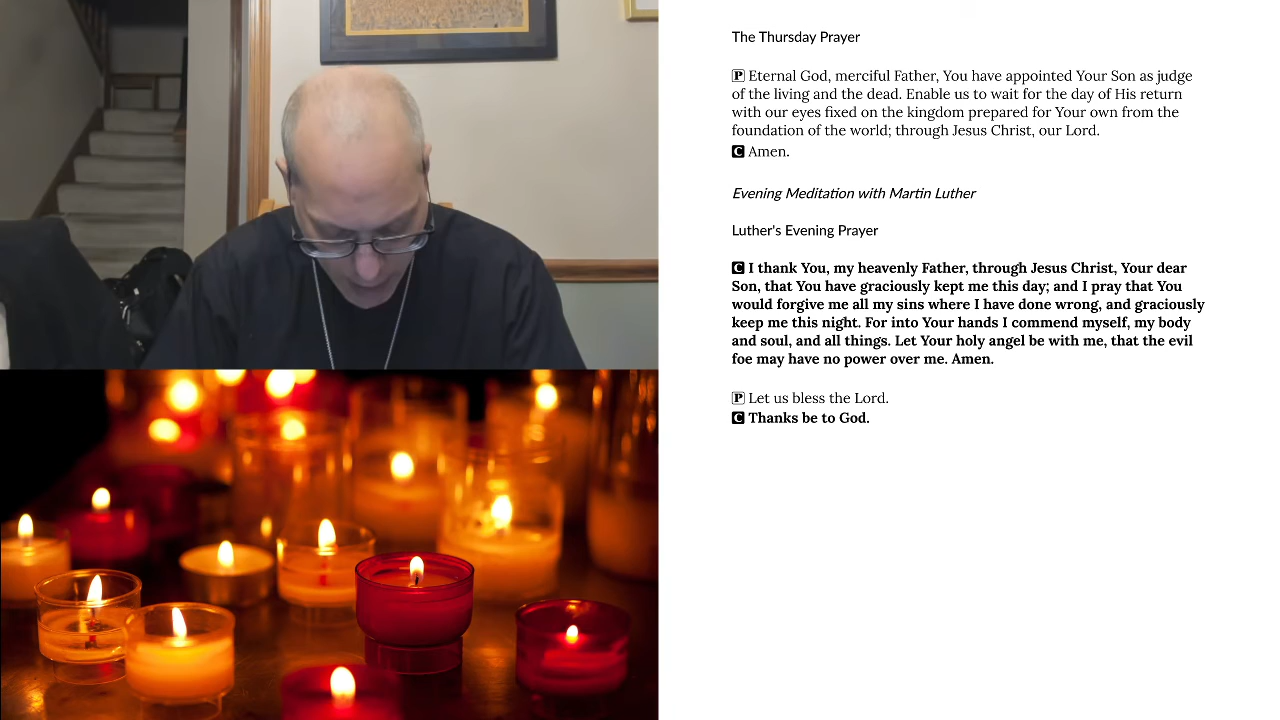 The Thursday Prayer
P Eternal God, merciful Father, You have appointed Your Son as judge
of the living and the dead. Enable us to wait for the day of His return
with our eyes fixed on the kingdom prepared for Your own from the
foundation of the world; through Jesus Christ, our Lord.
C Amen.
Evening Meditation with Martin Luther
Luther's Evening Prayer
C I thank You, my heavenly Father, through Jesus Christ, Your dear
Son, that You have graciously kept me this day; and I pray that You
would forgive me all my sins where I have done wrong, and graciously
keep me this night. For into Your hands I commend myself, my body
and soul, and all things. Let Your holy angel be with me, that the evil
foe may have no power over me. Amen.
P Let us bless the Lord.
C Thanks be to God.